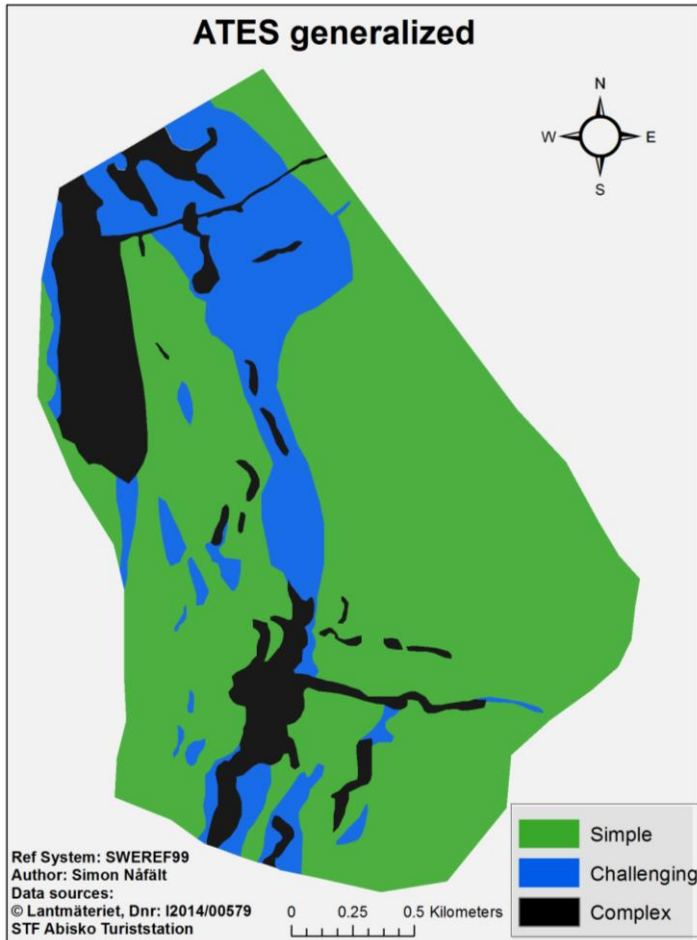 ATES generalized
N
W E
S
Simple
Challenging
Complex
Ref System: SWEREF99
Author: Simon Nåfält
Data sources:
© Lantmäteriet, Dnr: I2014/00579
STF Abisko Turiststation
0 0.25 0.5 Kilometers